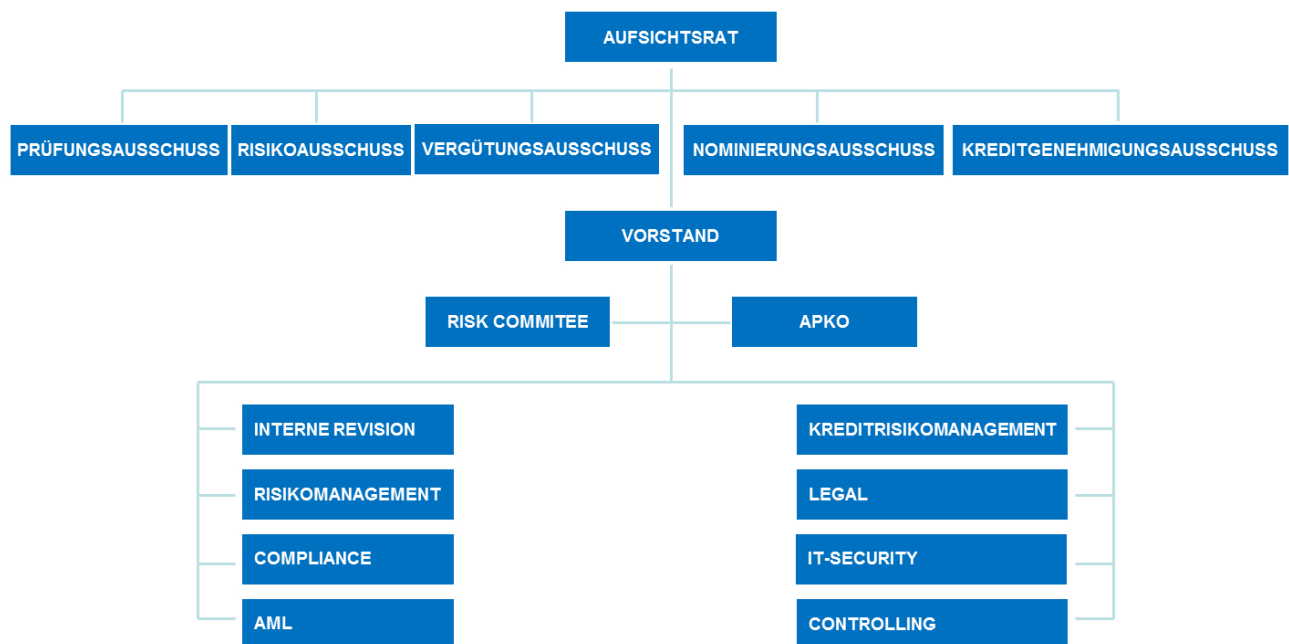 AUFSICHTSRAT
PRÜFUNGSAUSSCHUSS
RISIKOAUSSCHUSS
VERGÜTUNGSAUSSCHUSS
NOMINIERUNGSAUSSCHUSS
KREDITGENEHMIGUNGSAUSSCHUSS
VORSTAND
RISK COMMITEE
APKO
INTERNE REVISION
RISIKOMANAGEMENT
COMPLIANCE
AML
KREDITRISIKOMANAGEMENT
LEGAL
IT-SECURITY
CONTROLLING